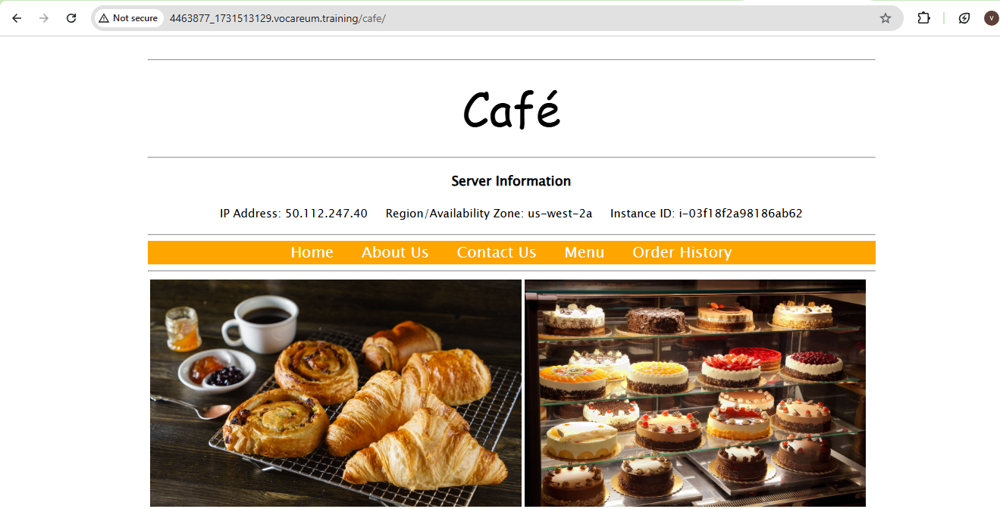 Not secure 4463877_1731513129.vocareum.training/cafe/ v
Café
Server Information
IP Address: 50.112.247.40 Region/Availability Zone: us-west-2a Instance ID: i-03f18f2a98186ab62
Home About Us Contact Us Menu Order History